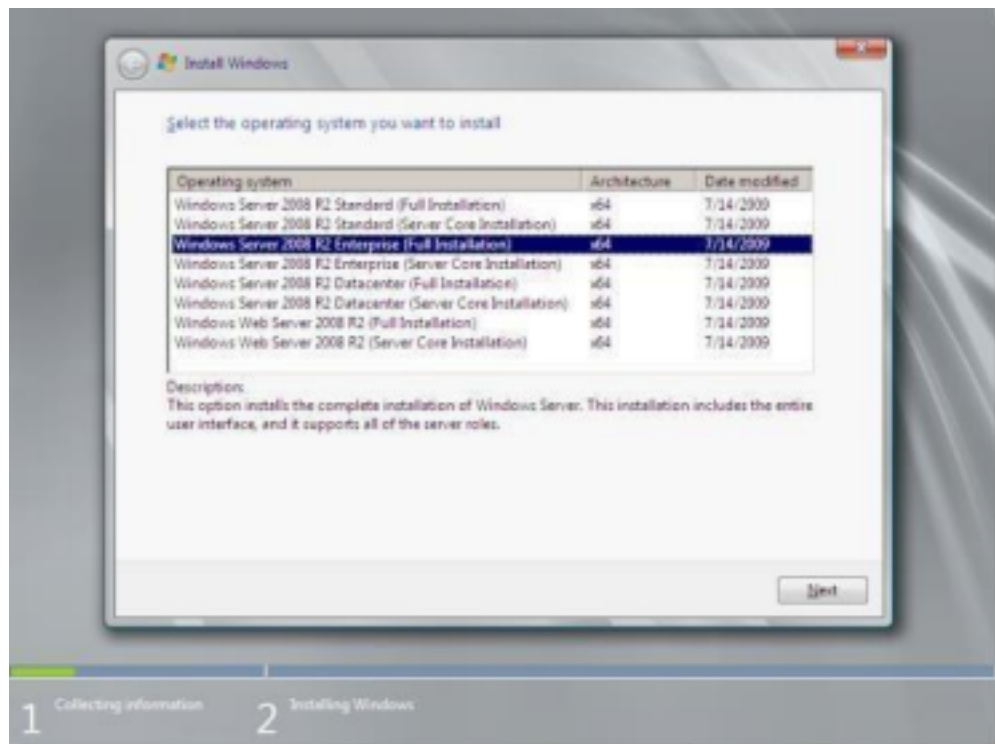 Install Windows
Select the operating system you want to install
Operating system Architecture Date modified
Windows Server 2008 R2 Standard (Full Installation) x64 7/14/2009
Windows Server 2008 R2 Standard (Server Core Installation) x64 7/14/2009
Windows Server 2008 R2 Enterprise (Full Installation) x64 7/14/2009
Windows Server 2008 R2 Enterprise (Server Core Installation) x64 7/14/2009
Windows Server 2008 R2 Datacenter (Full Installation) x64 7/14/2009
Windows Server 2008 R2 Datacenter (Server Core Installation) x64 7/14/2009
Windows Web Server 2008 R2 (Full Installation) x64 7/14/2009
Windows Web Server 2008 R2 (Server Core Installation) x64 7/14/2009
Description:
This option installs the complete installation of Windows Server. This installation includes the entire
user interface, and it supports all of the server roles.
Next
1 Collecting information 2 Installing Windows